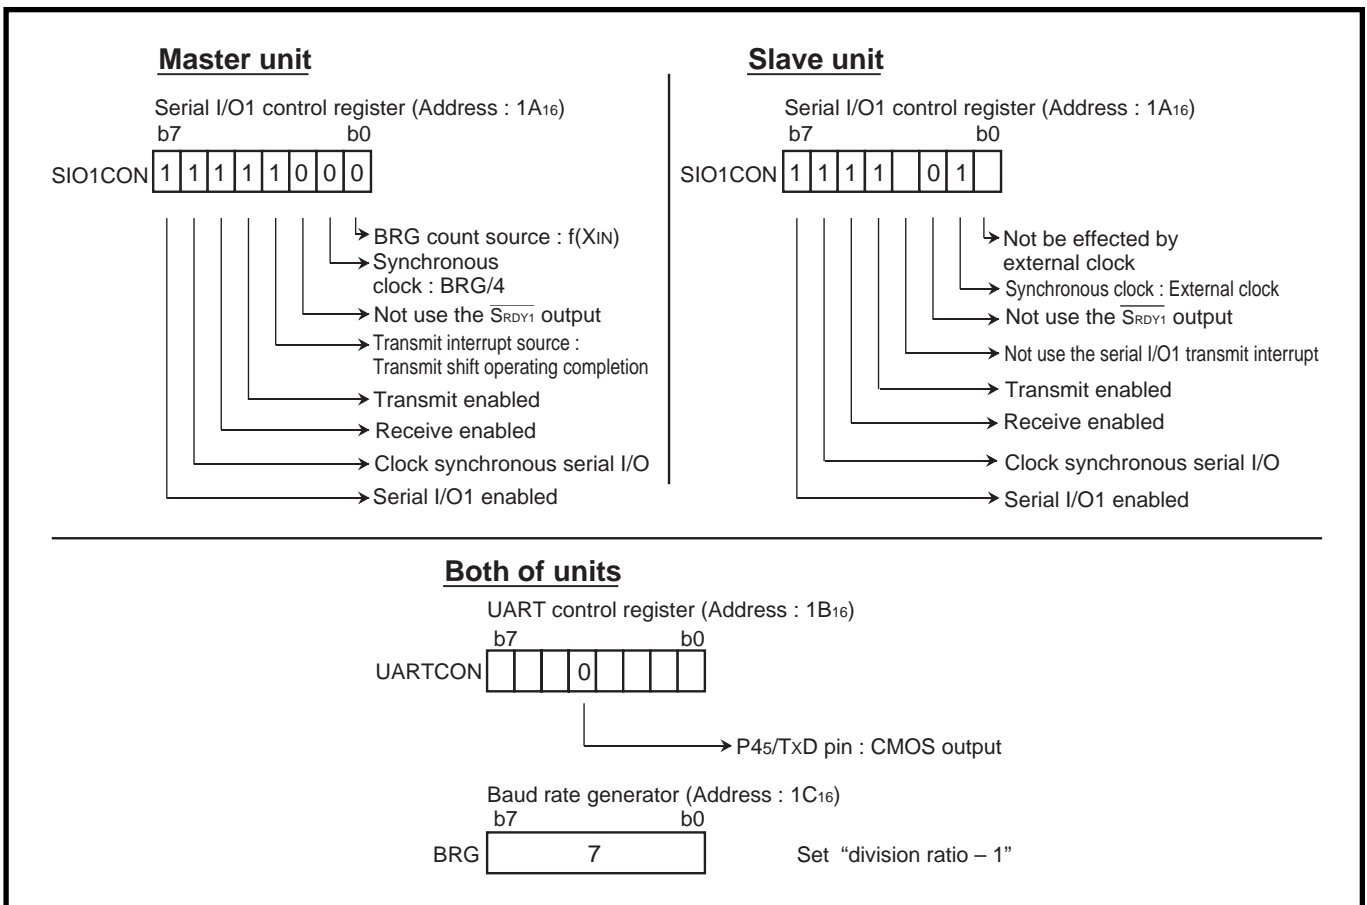 Master unit
Serial I/O1 control register (Address : 1A16)
b7 b0
SIO1CON 1 1 1 1 1 0 0 0
BRG count source : f(XIN)
Synchronous
clock : BRG/4
Not use the SRDY1 output
Transmit interrupt source :
Transmit shift operating completion
Transmit enabled
Receive enabled
Clock synchronous serial I/O
Serial I/O1 enabled
Slave unit
Serial I/O1 control register (Address : 1A16)
b7 b0
SIO1CON 1 1 1 1 0 1
Not be effected by
external clock
Synchronous clock : External clock
Not use the SRDY1 output
Not use the serial I/O1 transmit interrupt
Transmit enabled
Receive enabled
Clock synchronous serial I/O
Serial I/O1 enabled
Both of units
UART control register (Address : 1B16)
b7 b0
UARTCON 0
P45/TXD pin : CMOS output
Baud rate generator (Address : 1C16)
b7 b0
BRG 7 Set “division ratio – 1”